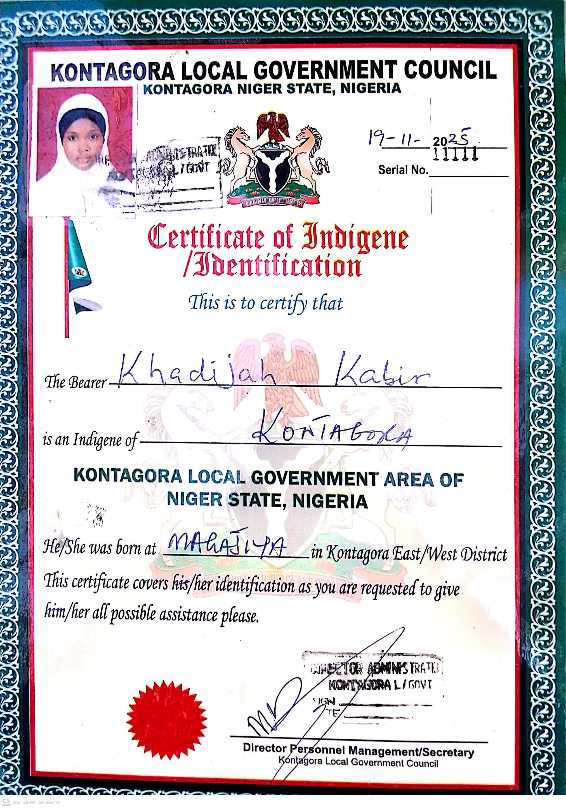 KONTAGORA LOCAL GOVERNMENT COUNCIL
KONTAGORA NIGER STATE, NIGERIA
19-11- 2025
11111
Serial No.
Certificate of Indigene
/Identification
This is to certify that
The Bearer Khadijah Kabir
is an Indigene of KONTAGORA
KONTAGORA LOCAL GOVERNMENT AREA OF
NIGER STATE, NIGERIA
He/She was born at MAGAJIYA in Kontagora East/West District
This certificate covers his/her identification as you are requested to give
him/her all possible assistance please.
DIRECTOR ADMINISTRATI
KONTAGORA L/GOVT
SIGN
Director Personnel Management/Secretary
Kontagora Local Government Council